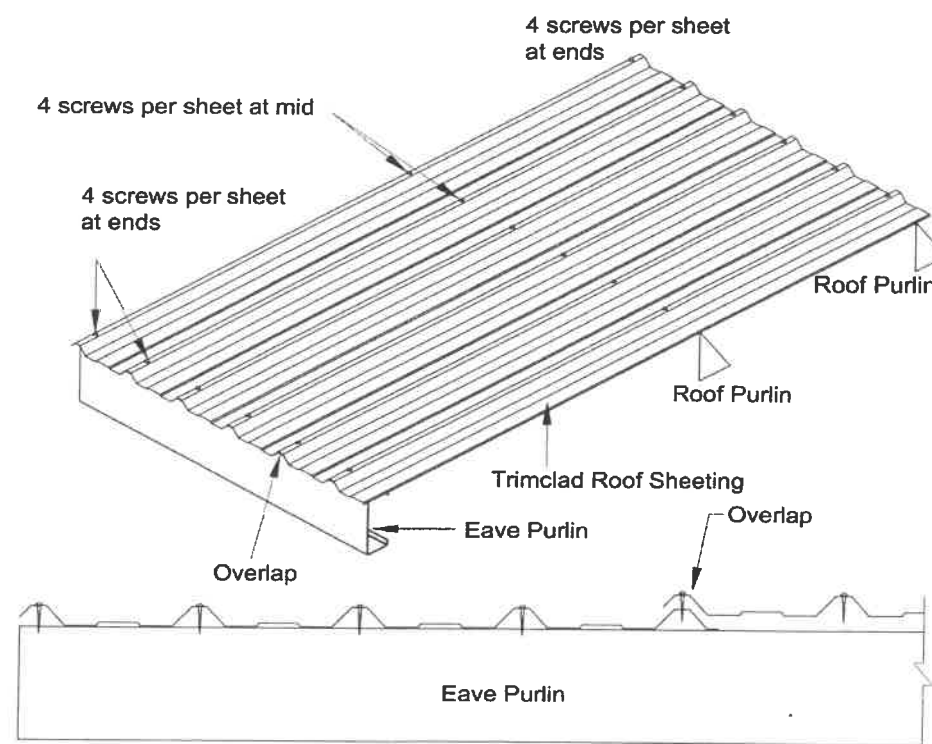 4 screws per sheet
at ends
4 screws per sheet at mid
4 screws per sheet
at ends
Roof Purlin
Roof Purlin
Trimclad Roof Sheeting
Eave Purlin
Overlap
Overlap
Eave Purlin